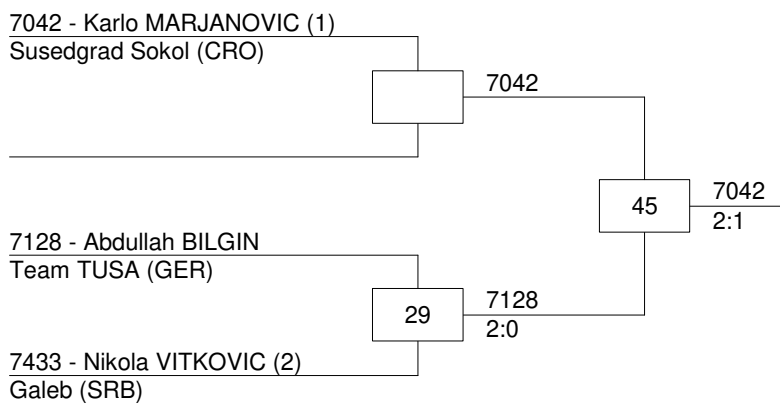 7042 - Karlo MARJANOVIC (1)
Susedgrad Sokol (CRO)
7042
45
7042
2:1
7128 - Abdullah BILGIN
Team TUSA (GER)
29
7128
2:0
7433 - Nikola VITKOVIC (2)
Galeb (SRB)